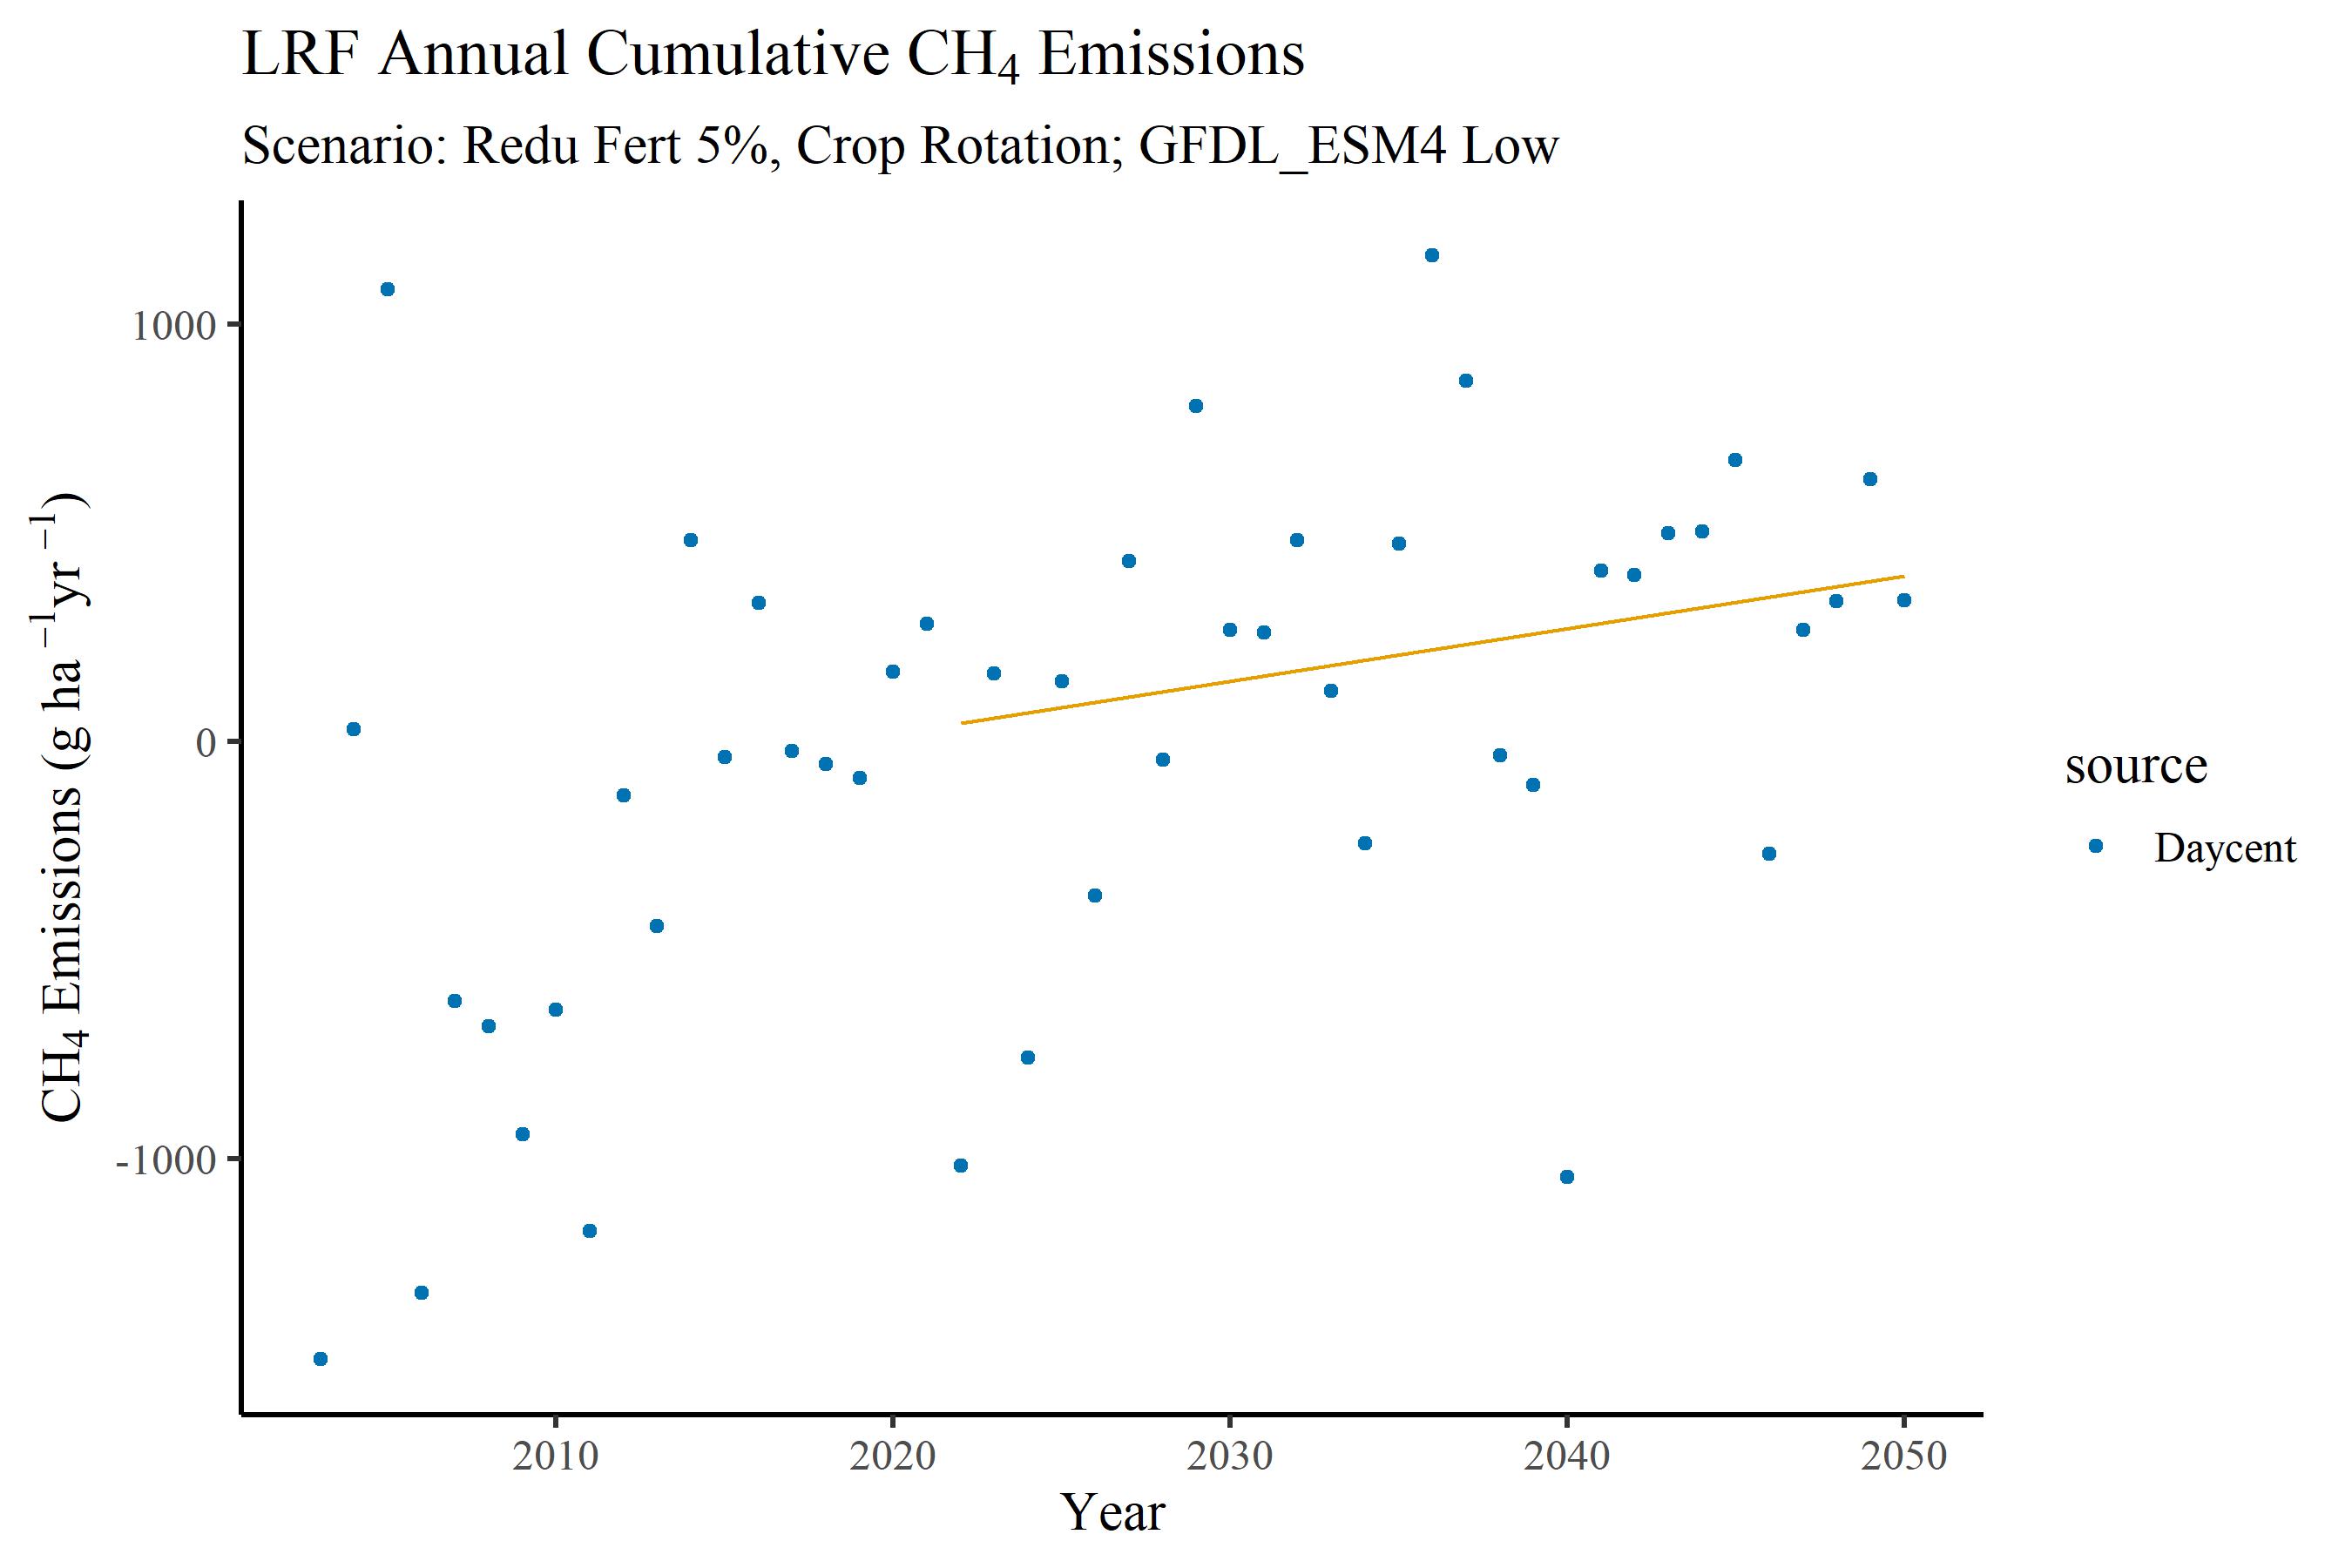 LRF Annual Cumulative CH₄ Emissions
Scenario: Redu Fert 5%, Crop Rotation; GFDL_ESM4 Low
CH₄ Emissions (g ha ⁻¹yr ⁻¹)
1000
0
-1000
2010 2020 2030 2040 2050
Year
source
Daycent